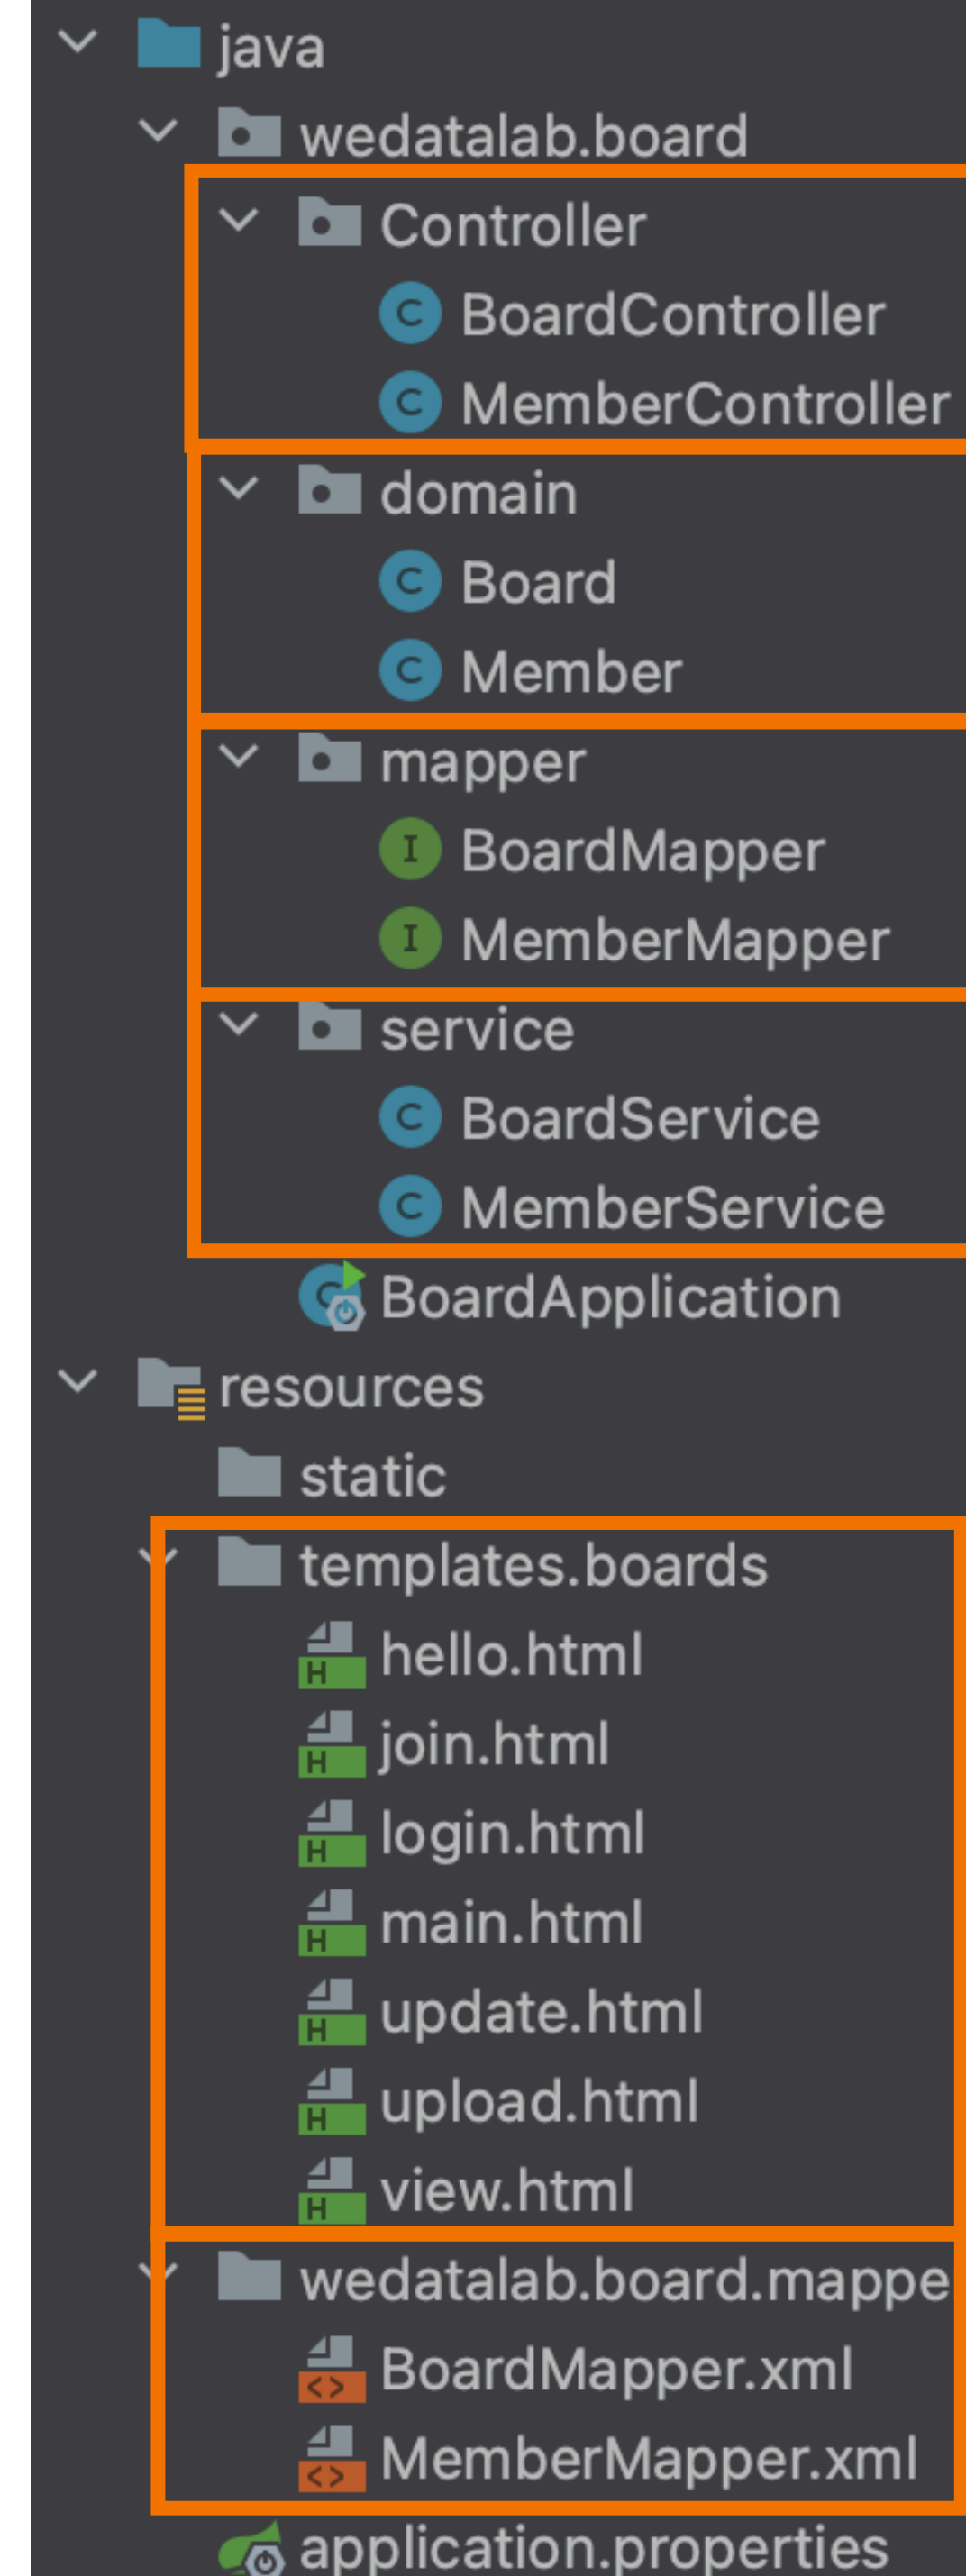 java
wedatalab.board
Controller
C BoardController
C MemberController
domain
C Board
C Member
mapper
I BoardMapper
I MemberMapper
service
C BoardService
C MemberService
C BoardApplication
resources
static
templates.boards
H hello.html
H join.html
H login.html
H main.html
H update.html
H upload.html
H view.html
wedatalab.board.mappe
<> BoardMapper.xml
<> MemberMapper.xml
application.properties